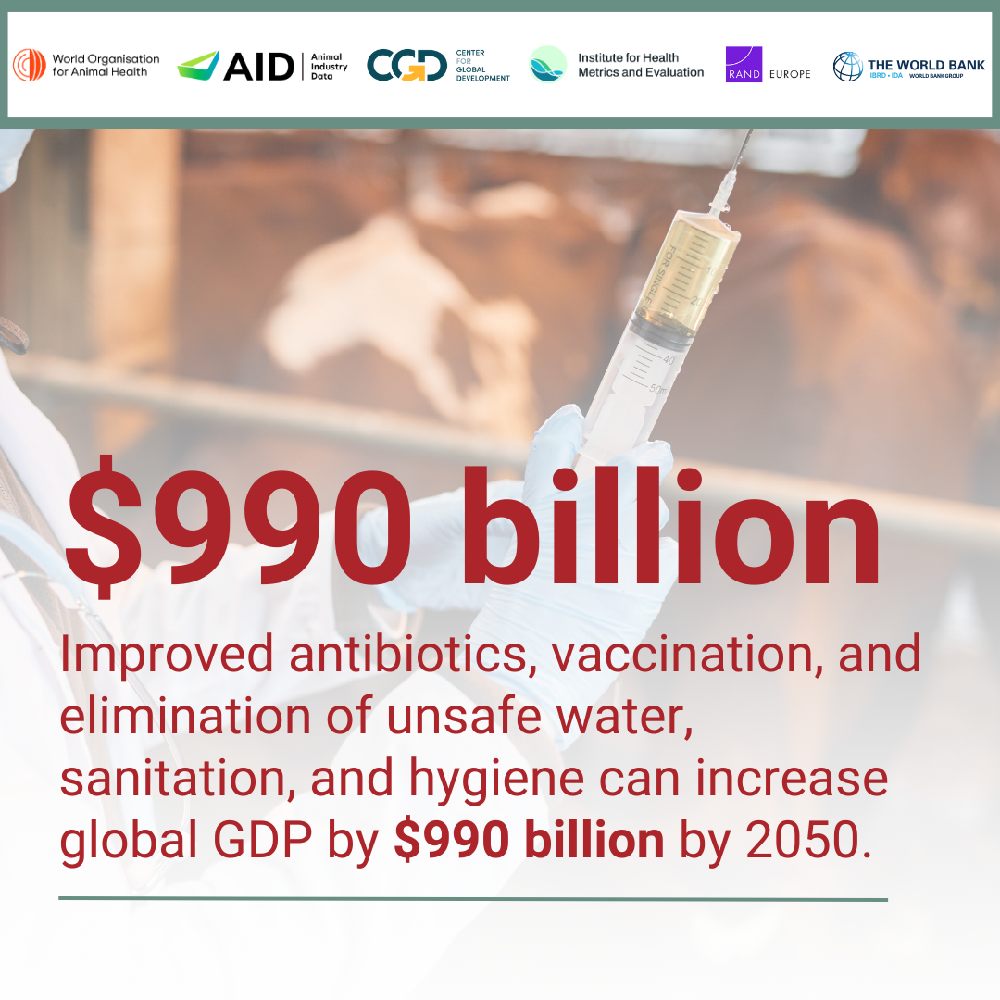 World Organisation
for Animal Health
AID
Animal
Industry
Data
CGD
CENTER
FOR
GLOBAL
DEVELOPMENT
Institute for Health
Metrics and Evaluation
RAND EUROPE
THE WORLD BANK
IBRD • IDA | WORLD BANK GROUP
FOR SINGLE
10
20
40
50
$990 billion
Improved antibiotics, vaccination, and
elimination of unsafe water,
sanitation, and hygiene can increase
global GDP by $990 billion by 2050.